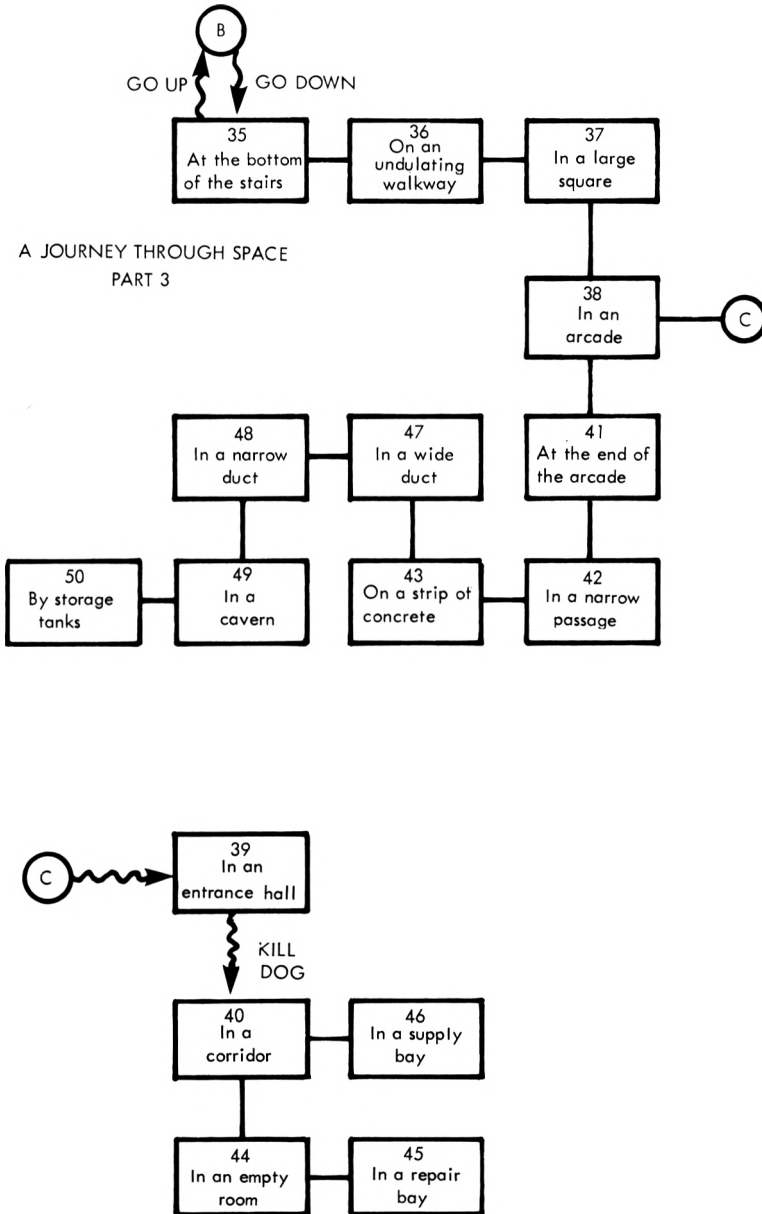 B
GO UP
GO DOWN
35
At the bottom
of the stairs
36
On an
undulating
walkway
37
In a large
square
A JOURNEY THROUGH SPACE
PART 3
38
In an
arcade
C
48
In a narrow
duct
47
In a wide
duct
41
At the end of
the arcade
50
By storage
tanks
49
In a
cavern
43
On a strip of
concrete
42
In a narrow
passage
C
39
In an
entrance hall
KILL
DOG
40
In a
corridor
46
In a supply
bay
44
In an empty
room
45
In a repair
bay